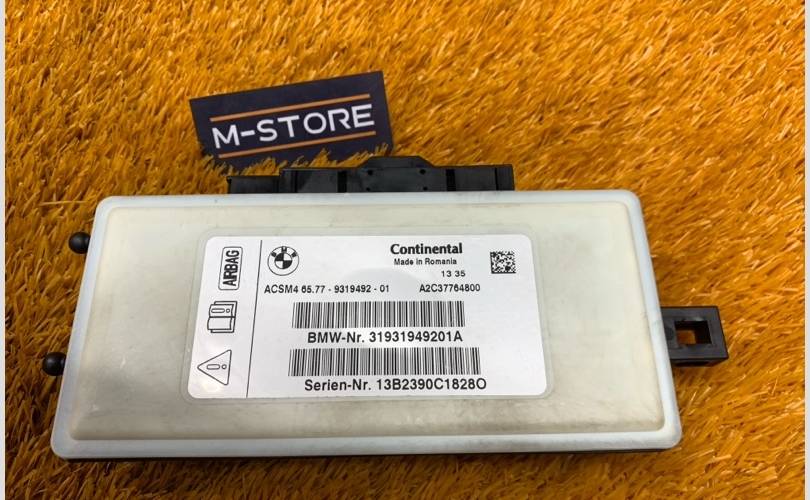 M-STORE
AIRBAG
BMW
Continental
Made in Romania
13 35
ACSM4 65.77 - 9319492 - 01 A2C37764800
BMW-Nr. 31931949201A
Serien-Nr. 13B2390C1828O